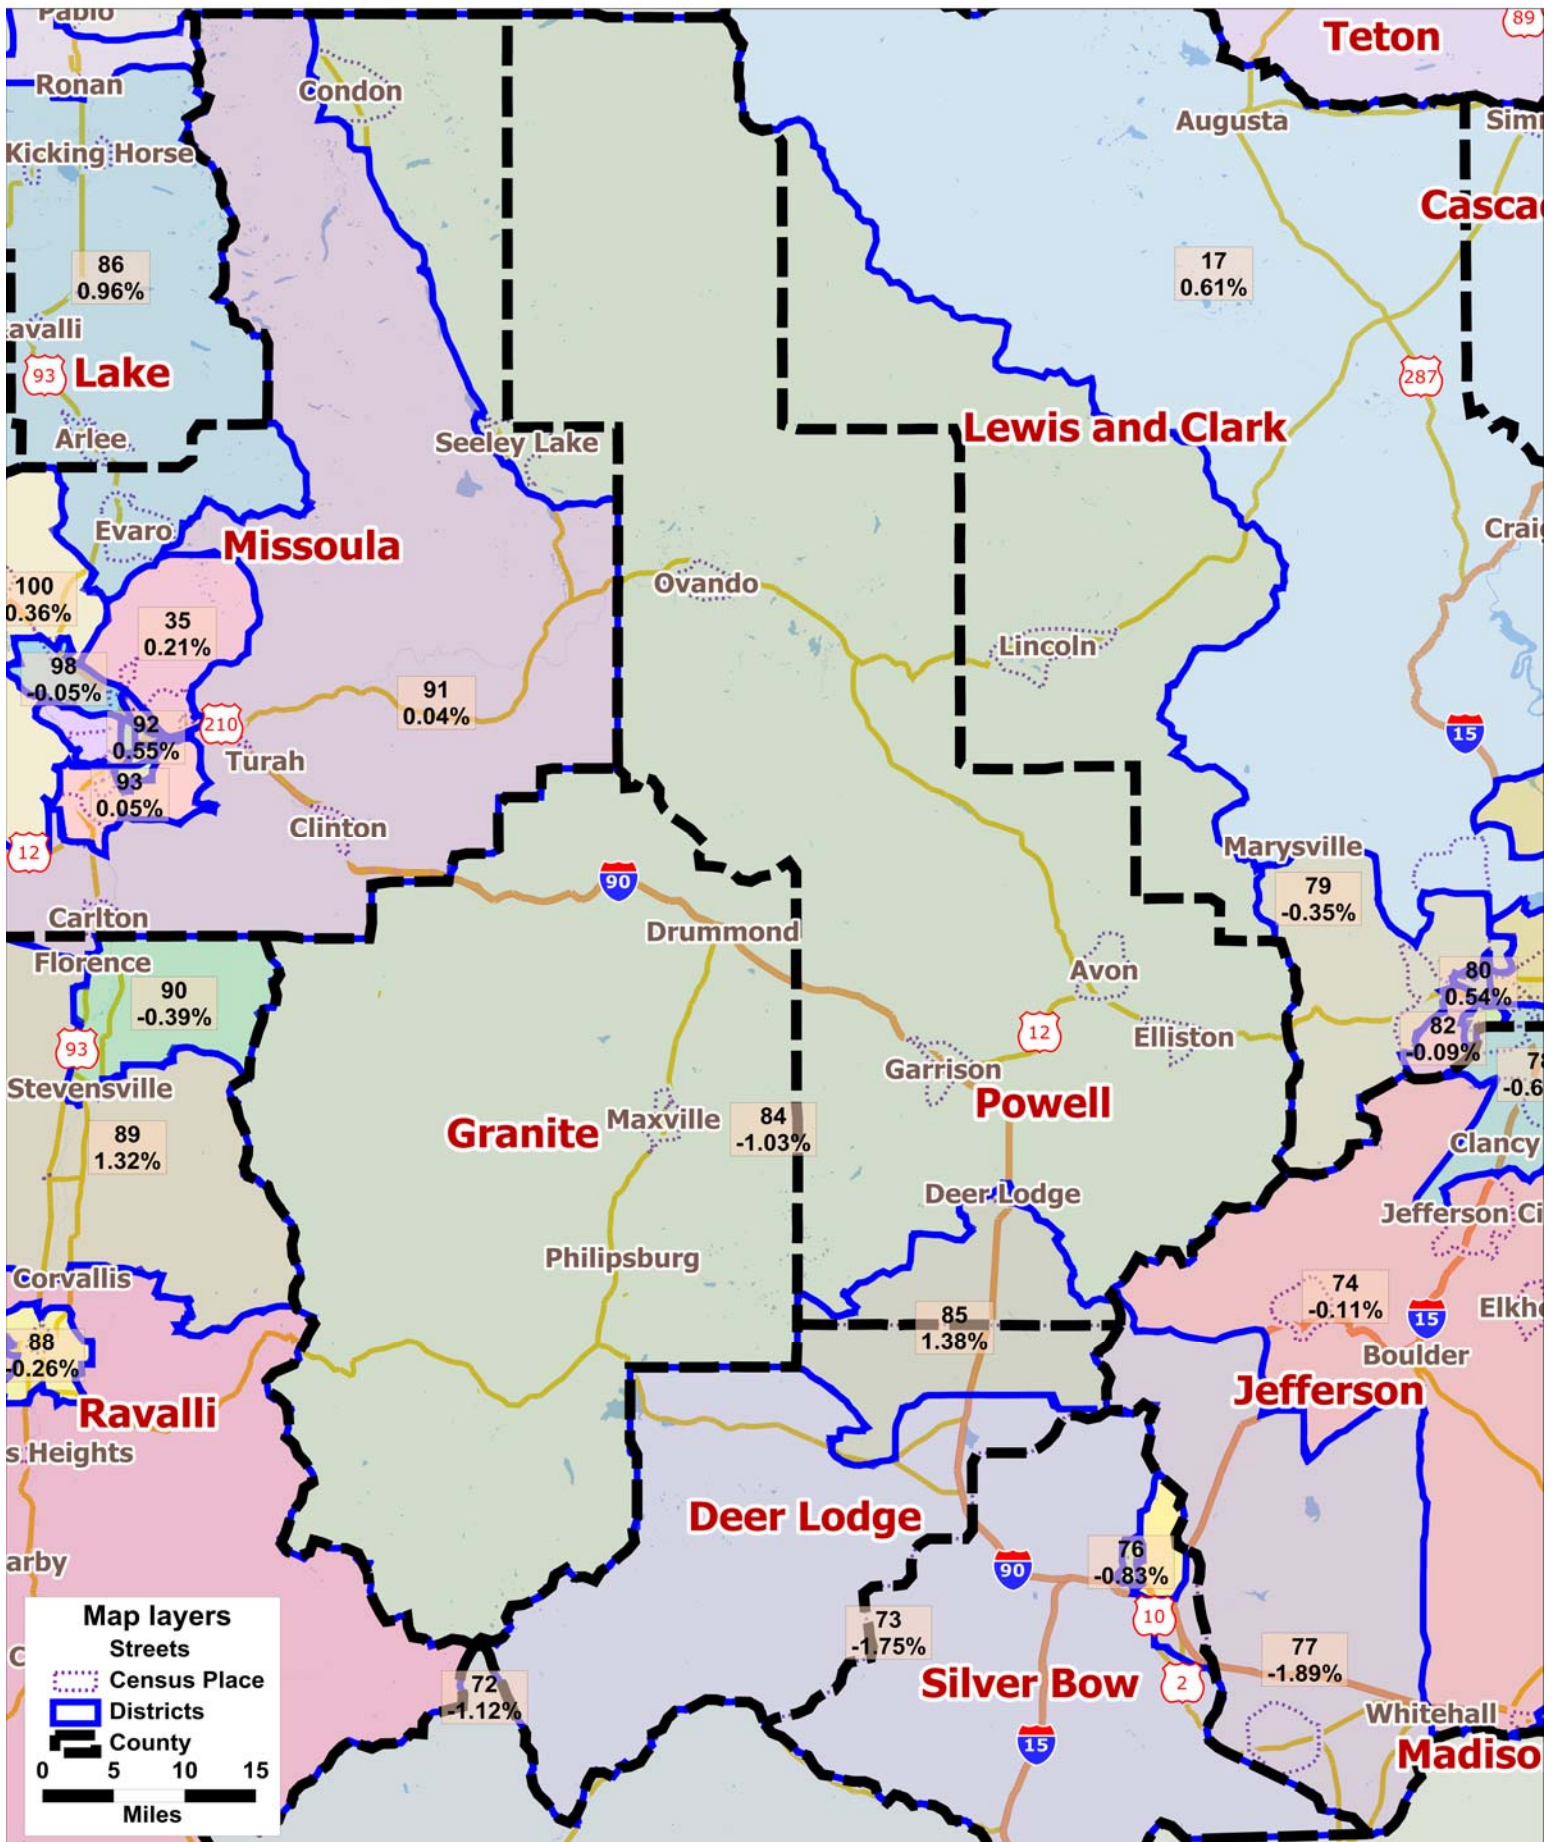 Pablo
Teton
89
Ronan
Condon
Augusta
Kicking Horse
Casca
86
0.96%
17
0.61%
avalli
93
Lake
287
Arlee
Seeley Lake
Lewis and Clark
Evaro
Missoula
Craig
100
0.36%
35
0.21%
Ovando
Lincoln
98
-0.05%
91
0.04%
92
0.55%
210
15
Turah
93
0.05%
Clinton
12
Marysville
90
79
-0.35%
Carlton
Drummond
Florence
Avon
80
0.54%
90
-0.39%
93
12
Elliston
82
-0.09%
Garrison
78
-0.6
Stevensville
Powell
Maxville
84
-1.03%
Granite
89
1.32%
Clancy
Deer Lodge
Jefferson Ci
Philipsburg
Corvallis
74
-0.11%
Elkho
85
1.38%
15
88
-0.26%
Boulder
Jefferson
Ravalli
s Heights
Deer Lodge
arby
90
76
-0.83%
Map layers
Streets
Census Place
Districts
County
0 5 10 15
Miles
C
10
73
-1.75%
77
-1.89%
72
-1.12%
Silver Bow
2
Whitehall
15
Madiso